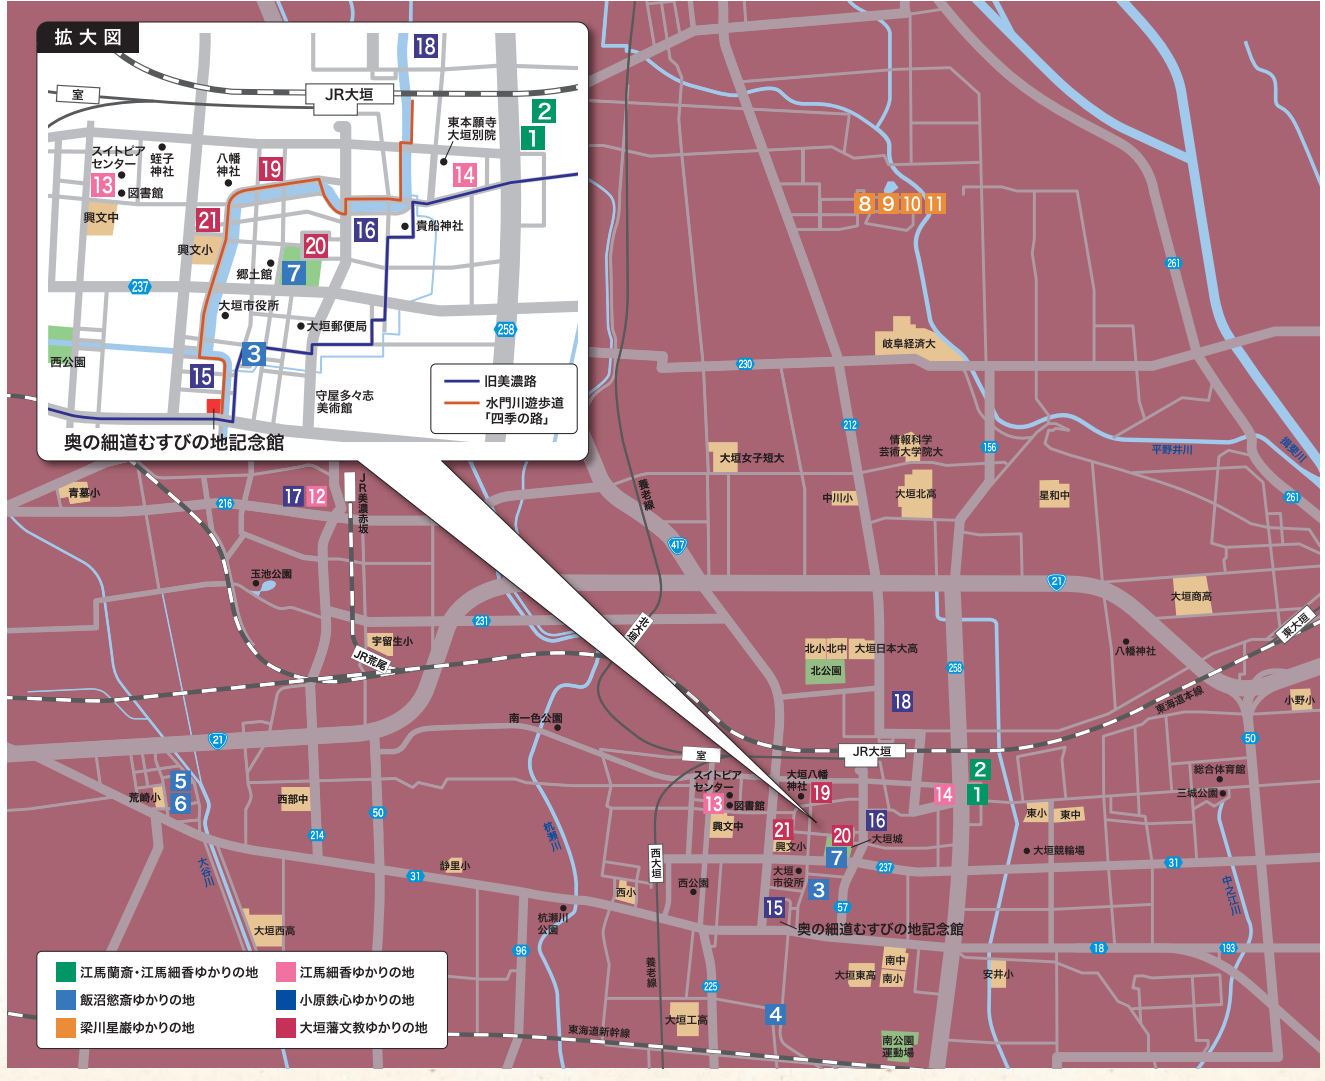 拡大図
18
室
JR大垣
2
1
東本願寺
大垣別院
スイトピア
センター
蛭子
神社
八幡
神社
19
14
13
図書館
興文中
21
16
貴船神社
興文小
20
郷土館
7
237
大垣市役所
大垣郵便局
258
3
西公園
15
守屋多々志
美術館
旧美濃路
水門川遊歩道
「四季の路」
奥の細道むすびの地記念館
8
9
10
11
261
岐阜経済大
230
212
情報科学
芸術大学院大
156
平野井川
揖斐川
大垣女子短大
青墓小
216
17
12
JR美濃赤坂
養老線
中川小
大垣北高
星和中
261
417
玉池公園
21
大垣商高
231
北大垣
東大垣
宇留生小
JR荒尾
北小
北中
大垣日本大高
八幡神社
北公園
258
18
東海道本線
小野小
南一色公園
21
50
室
JR大垣
スイトピア
センター
大垣八幡
神社
2
総合体育館
5
19
14
1
三城公園
荒崎小
6
西部中
13
図書館
50
16
東小
東中
214
杭瀬川
興文中
21
20
大垣城
興文小
大垣競輪場
西大垣
7
静里小
31
237
31
大谷川
大垣
市役所
西公園
3
西小
中之江川
15
57
杭瀬川
公園
奥の細道むすびの地記念館
大垣西高
96
18
193
南中
養老線
大垣東高
南小
安井小
225
4
大垣工高
東海道新幹線
南公園
運動場
江馬蘭斎・江馬細香ゆかりの地
江馬細香ゆかりの地
飯沼慾斎ゆかりの地
小原鉄心ゆかりの地
梁川星巌ゆかりの地
大垣藩文教ゆかりの地